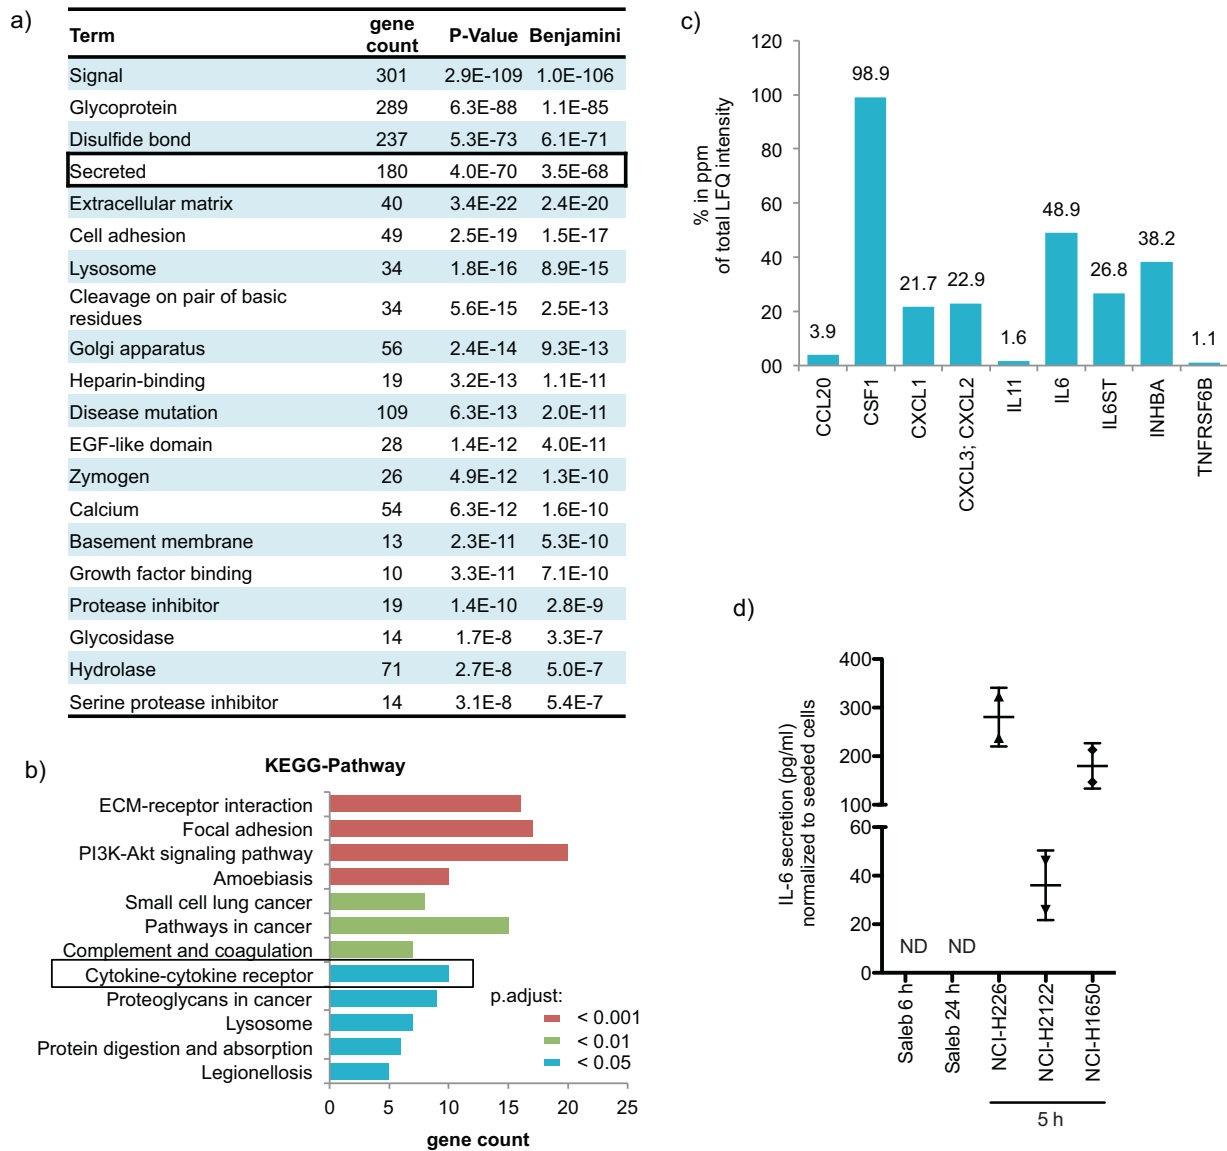 a)
Term gene count P-Value Benjamini
Signal 301 2.9E-109 1.0E-106
Glycoprotein 289 6.3E-88 1.1E-85
Disulfide bond 237 5.3E-73 6.1E-71
Secreted 180 4.0E-70 3.5E-68
Extracellular matrix 40 3.4E-22 2.4E-20
Cell adhesion 49 2.5E-19 1.5E-17
Lysosome 34 1.8E-16 8.9E-15
Cleavage on pair of basic
residues 34 5.6E-15 2.5E-13
Golgi apparatus 56 2.4E-14 9.3E-13
Heparin-binding 19 3.2E-13 1.1E-11
Disease mutation 109 6.3E-13 2.0E-11
EGF-like domain 28 1.4E-12 4.0E-11
Zymogen 26 4.9E-12 1.3E-10
Calcium 54 6.3E-12 1.6E-10
Basement membrane 13 2.3E-11 5.3E-10
Growth factor binding 10 3.3E-11 7.1E-10
Protease inhibitor 19 1.4E-10 2.8E-9
Glycosidase 14 1.7E-8 3.3E-7
Hydrolase 71 2.7E-8 5.0E-7
Serine protease inhibitor 14 3.1E-8 5.4E-7
b)
KEGG-Pathway
ECM-receptor interaction
Focal adhesion
PI3K-Akt signaling pathway
Amoebiasis
Small cell lung cancer
Pathways in cancer
Complement and coagulation
Cytokine-cytokine receptor
Proteoglycans in cancer
Lysosome
Protein digestion and absorption
Legionellosis
p.adjust:
< 0.001
< 0.01
< 0.05
0 5 10 15 20 25
gene count
c)
% in ppm
of total LFQ intensity
120
100
80
60
40
20
00
3.9
98.9
21.7
22.9
1.6
48.9
26.8
38.2
1.1
CCL20
CSF1
CXCL1
CXCL3; CXCL2
IL11
IL6
IL6ST
INHBA
TNFRSF6B
d)
IL-6 secretion (pg/ml)
normalized to seeded cells
400
300
200
100
60
40
20
0
ND
ND
Saleb 6 h
Saleb 24 h
NCI-H226
NCI-H2122
NCI-H1650
5 h